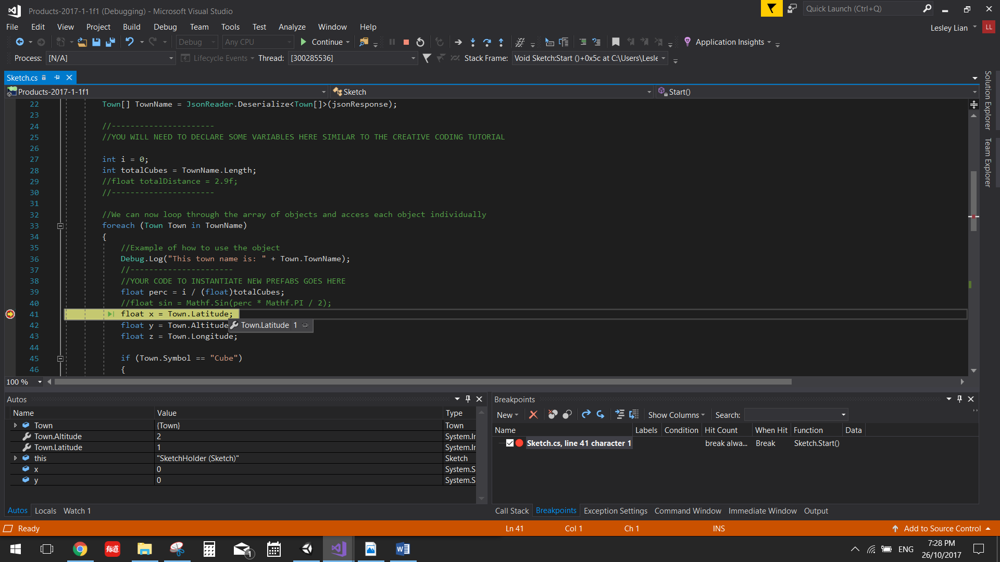 Products-2017-1-1f1 (Debugging) - Microsoft Visual Studio
Quick Launch (Ctrl+Q)
File Edit View Project Build Debug Team Tools Test Analyze Window Help
Lesley Lian LL
Debug Any CPU Continue Application Insights
Process: [N/A] Lifecycle Events Thread: [300285536] Stack Frame: Void Sketch:Start ()+0x5c at C:\Users\Lesle
Sketch.cs
Products-2017-1-1f1 Sketch Start()
Solution Explorer
Team Explorer
22 Town[] TownName = JsonReader.Deserialize<Town[]>(jsonResponse);
23
24 //----------------------
25 //YOU WILL NEED TO DECLARE SOME VARIABLES HERE SIMILAR TO THE CREATIVE CODING TUTORIAL
26
27 int i = 0;
28 int totalCubes = TownName.Length;
29 //float totalDistance = 2.9f;
30 //----------------------
31
32 //We can now loop through the array of objects and access each object individually
33 foreach (Town Town in TownName)
34 {
35 //Example of how to use the object
36 Debug.Log("This town name is: " + Town.TownName);
37 //----------------------
38 //YOUR CODE TO INSTANTIATE NEW PREFABS GOES HERE
39 float perc = i / (float)totalCubes;
40 //float sin = Mathf.Sin(perc * Mathf.PI / 2);
41 float x = Town.Latitude;
42 float y = Town.Altitude
Town.Latitude 1
43 float z = Town.Longitude;
44
45 if (Town.Symbol == "Cube")
46 {
100 %
Autos
Name Value Type
Town {Town} Town
Town.Altitude 2 System.In
Town.Latitude 1 System.In
this "SketchHolder (Sketch)" Sketch
x 0 System.S
y 0 System.S
Autos Locals Watch 1
Breakpoints
New Show Columns Search:
Name Labels Condition Hit Count When Hit Function Data
Sketch.cs, line 41 character 1 break alwa... Break Sketch.Start()
Call Stack Breakpoints Exception Settings Command Window Immediate Window Output
Ready Ln 41 Col 1 Ch 1 INS Add to Source Control
有道
1
W
ENG
7:28 PM
26/10/2017